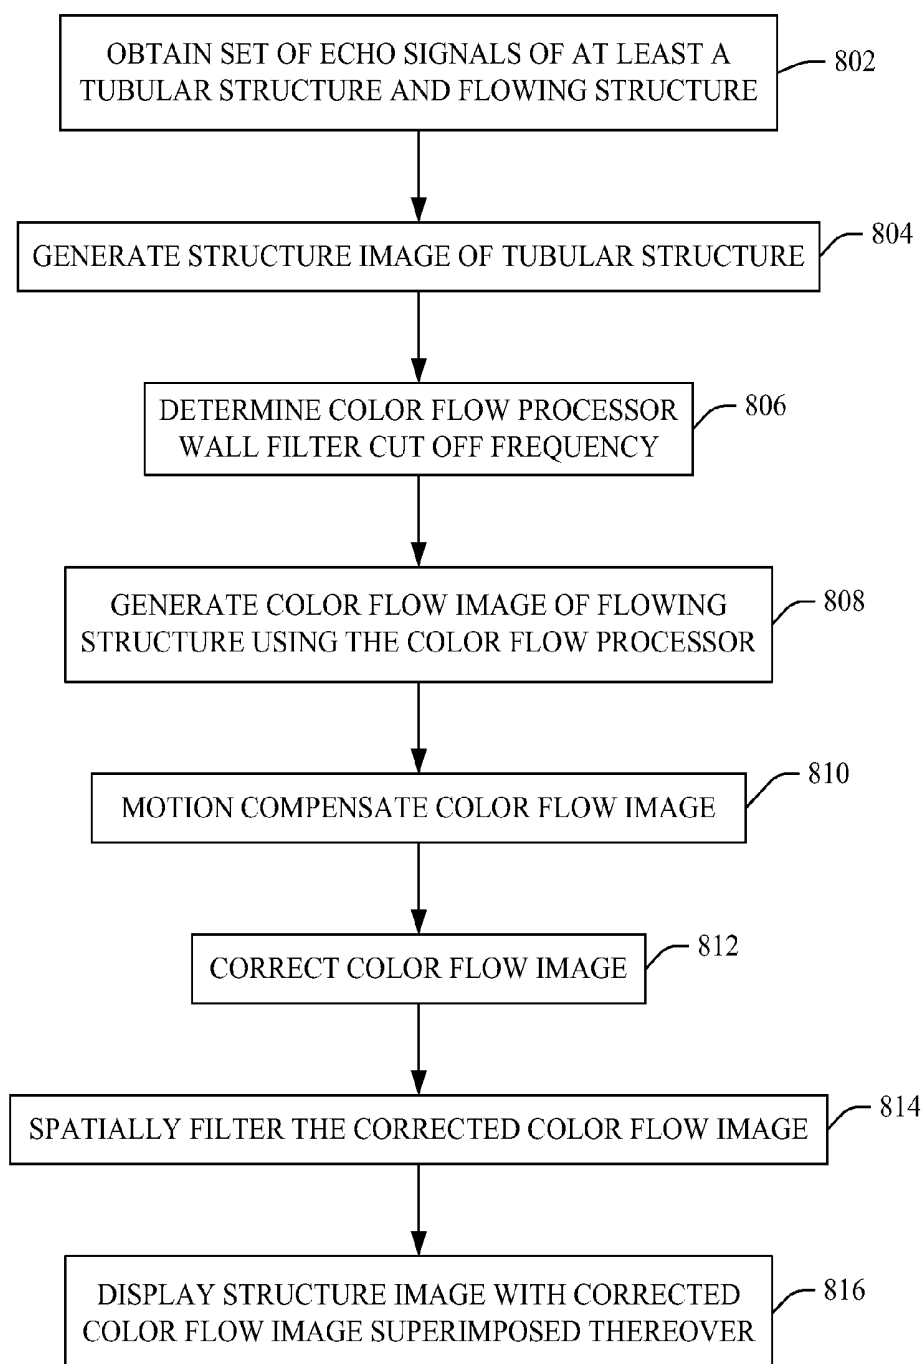 OBTAIN SET OF ECHO SIGNALS OF AT LEAST A
TUBULAR STRUCTURE AND FLOWING STRUCTURE
802
GENERATE STRUCTURE IMAGE OF TUBULAR STRUCTURE
804
DETERMINE COLOR FLOW PROCESSOR
WALL FILTER CUT OFF FREQUENCY
806
GENERATE COLOR FLOW IMAGE OF FLOWING
STRUCTURE USING THE COLOR FLOW PROCESSOR
808
MOTION COMPENSATE COLOR FLOW IMAGE
810
CORRECT COLOR FLOW IMAGE
812
SPATIALLY FILTER THE CORRECTED COLOR FLOW IMAGE
814
DISPLAY STRUCTURE IMAGE WITH CORRECTED
COLOR FLOW IMAGE SUPERIMPOSED THEREOVER
816